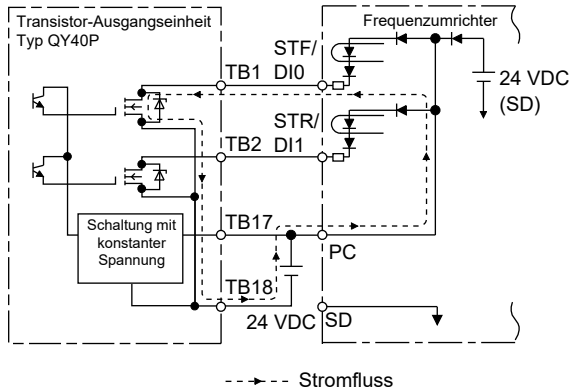 Transistor-Ausgangseinheit
Typ QY40P
Frequenzumrichter
STF/
DI0
TB1
24 VDC
(SD)
STR/
DI1
TB2
Schaltung mit
konstanter
Spannung
TB17
PC
TB18
24 VDC
SD
Stromfluss